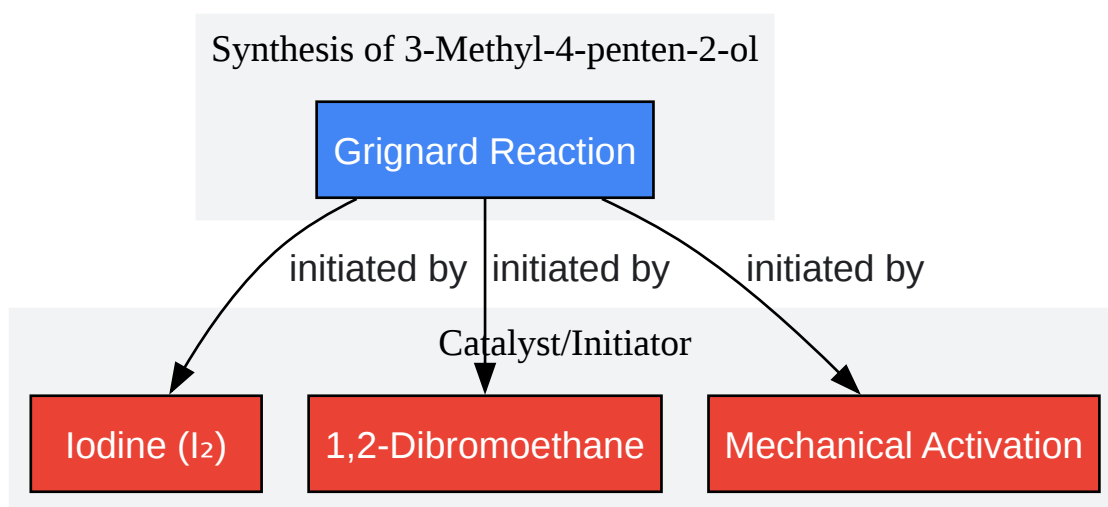 Synthesis of 3-Methyl-4-penten-2-ol
Grignard Reaction
initiated by
initiated by
initiated by
Catalyst/Initiator
Iodine (I₂)
1,2-Dibromoethane
Mechanical Activation